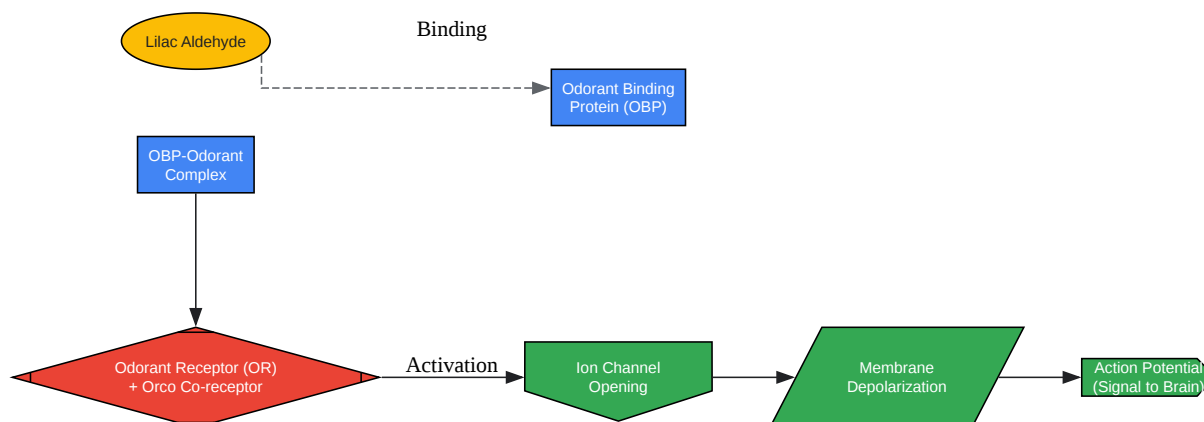 Binding
Lilac Aldehyde
Odorant Binding
Protein (OBP)
OBP-Odorant
Complex
Odorant Receptor (OR)
+ Orco Co-receptor
Activation
Ion Channel
Opening
Membrane
Depolarization
Action Potential
(Signal to Brain)